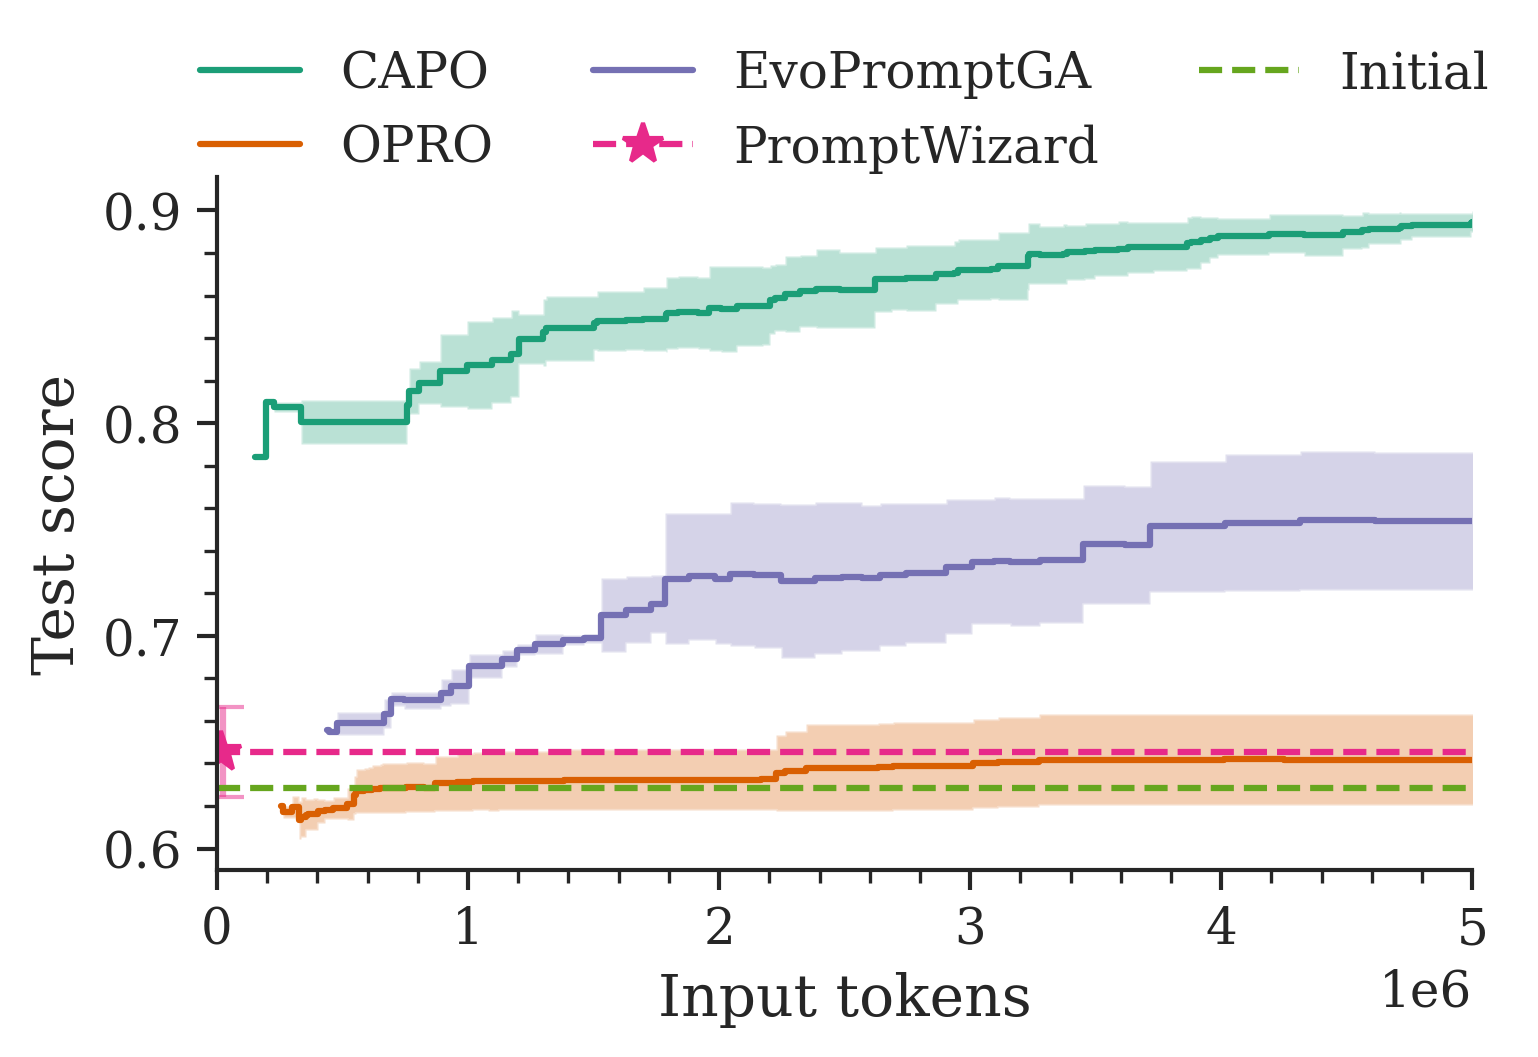 CAPO EvoPromptGA Initial
OPRO PromptWizard
0.9
0.8
0.7
0.6
Test score
0 1 2 3 4 5
1e6
Input tokens